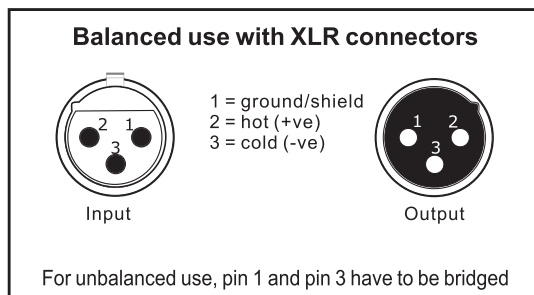 Balanced use with XLR connectors
2 1
3
1 = ground/shield
2 = hot (+ve)
3 = cold (-ve)
1 2
3
Input
Output
For unbalanced use, pin 1 and pin 3 have to be bridged